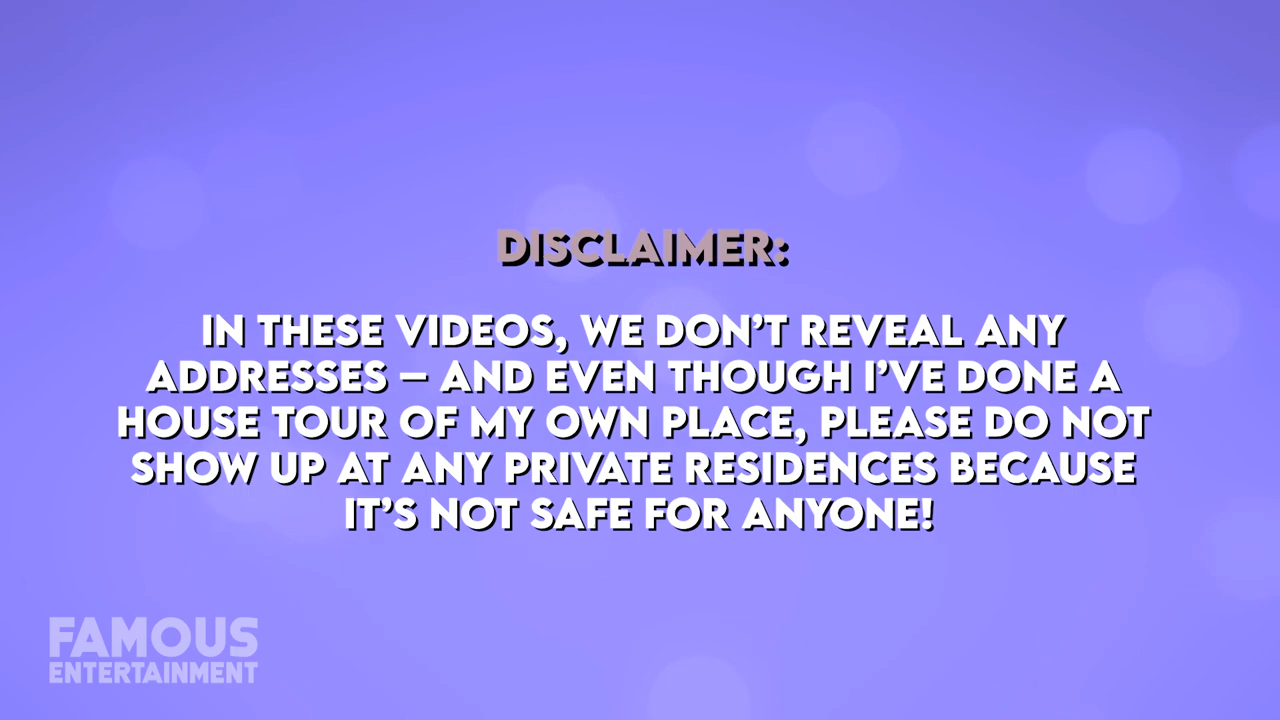 DISCLAIMER:
IN THESE VIDEOS, WE DON'T REVEAL ANY
ADDRESSES – AND EVEN THOUGH I'VE DONE A
HOUSE TOUR OF MY OWN PLACE, PLEASE DO NOT
SHOW UP AT ANY PRIVATE RESIDENCES BECAUSE
IT'S NOT SAFE FOR ANYONE!
FAMOUS
ENTERTAINMENT